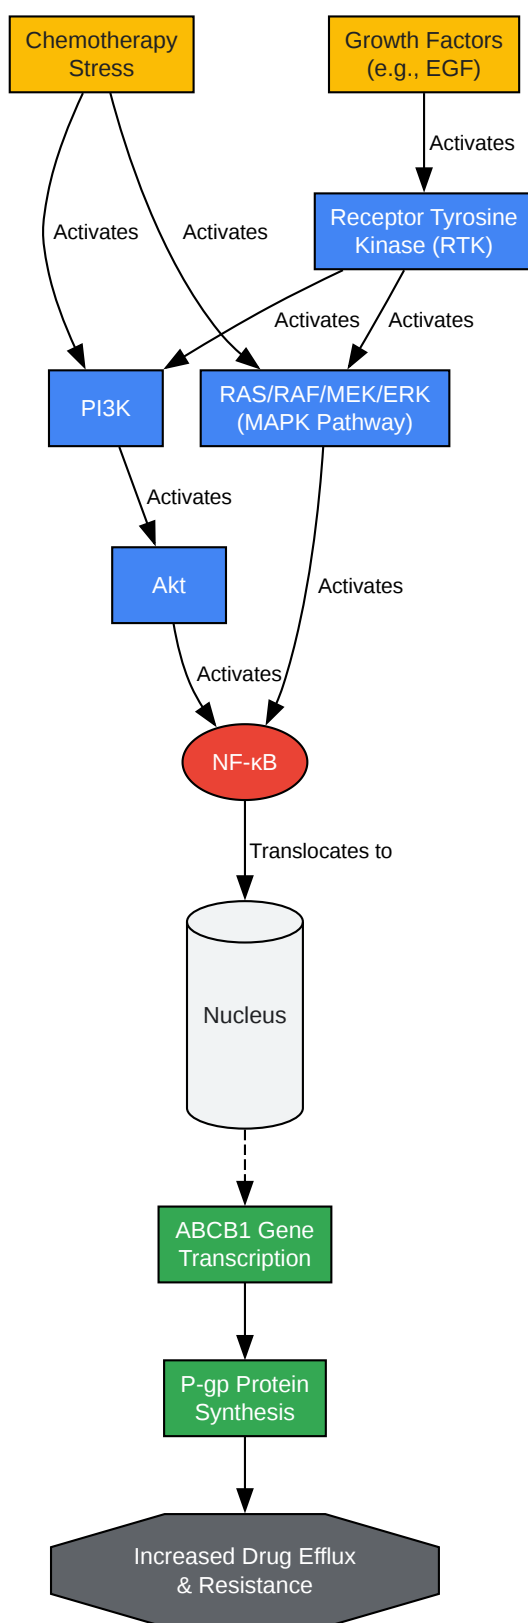 Chemotherapy
Stress
Growth Factors
(e.g., EGF)
Activates
Receptor Tyrosine
Kinase (RTK)
Activates
Activates
Activates
Activates
PI3K
RAS/RAF/MEK/ERK
(MAPK Pathway)
Activates
Akt
Activates
Activates
NF-κB
Translocates to
Nucleus
ABCB1 Gene
Transcription
P-gp Protein
Synthesis
Increased Drug Efflux
& Resistance